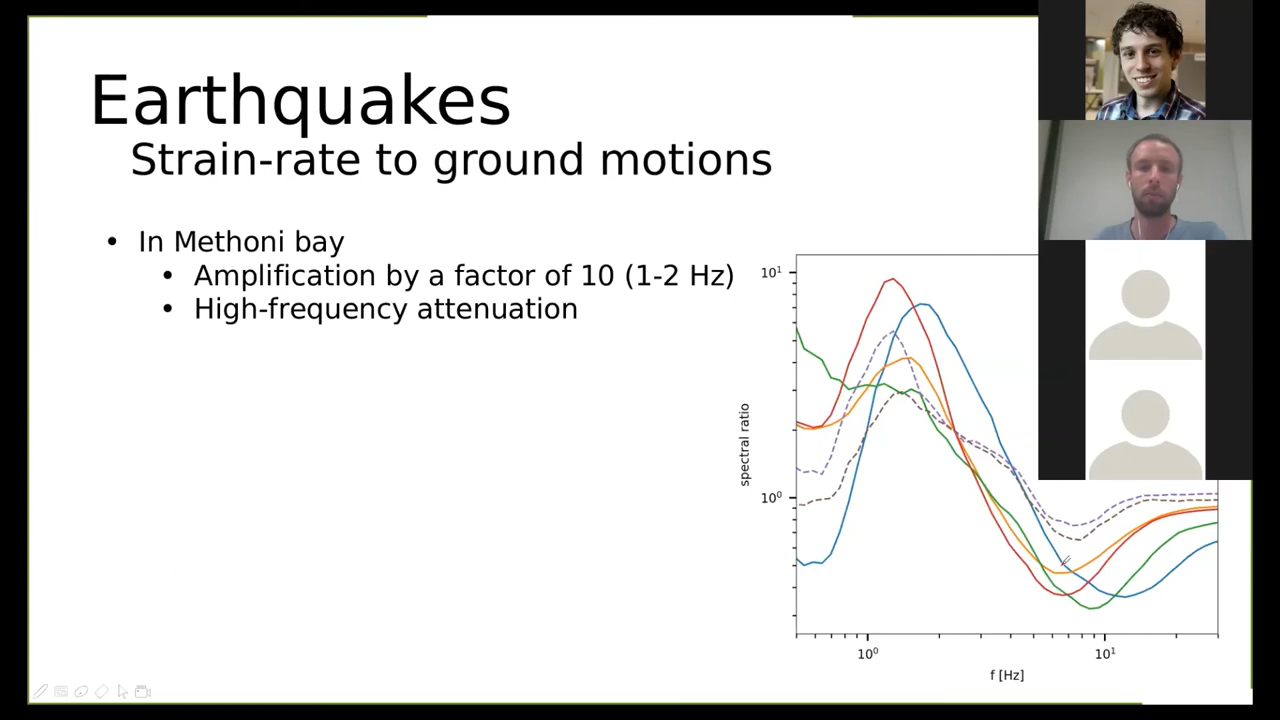 Earthquakes
Strain-rate to ground motions
• In Methoni bay
• Amplification by a factor of 10 (1-2 Hz)
• High-frequency attenuation
10¹
10⁰
spectral ratio
10⁰
10¹
f [Hz]